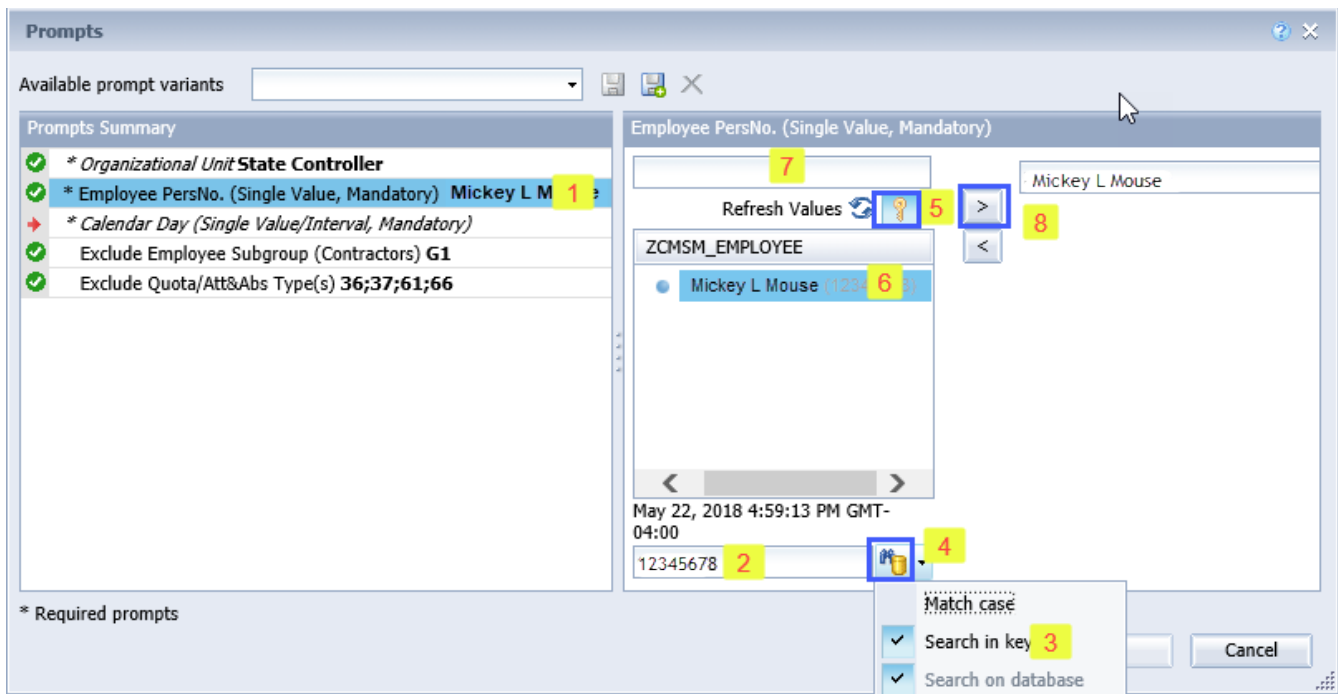 Prompts
Available prompt variants
Prompts Summary
* Organizational Unit State Controller
* Employee PersNo. (Single Value, Mandatory) Mickey L M 1 e
* Calendar Day (Single Value/Interval, Mandatory)
Exclude Employee Subgroup (Contractors) G1
Exclude Quota/Att&Abs Type(s) 36;37;61;66
* Required prompts
Employee PersNo. (Single Value, Mandatory)
7
Refresh Values 5
ZCMSM_EMPLOYEE
Mickey L Mouse (1234 6 )
May 22, 2018 4:59:13 PM GMT-
04:00
12345678 2
4
> 8
<
Mickey L Mouse
Match case
Search in key 3
Search on database
Cancel